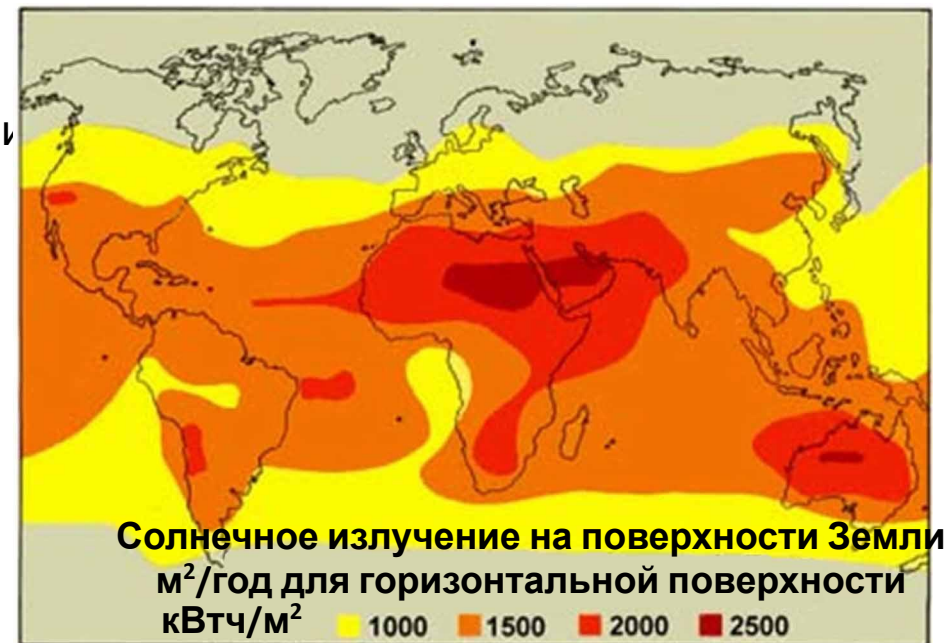 Солнечное излучение на поверхности Земли
м²/год для горизонтальной поверхности
кВтч/м² 1000 1500 2000 2500